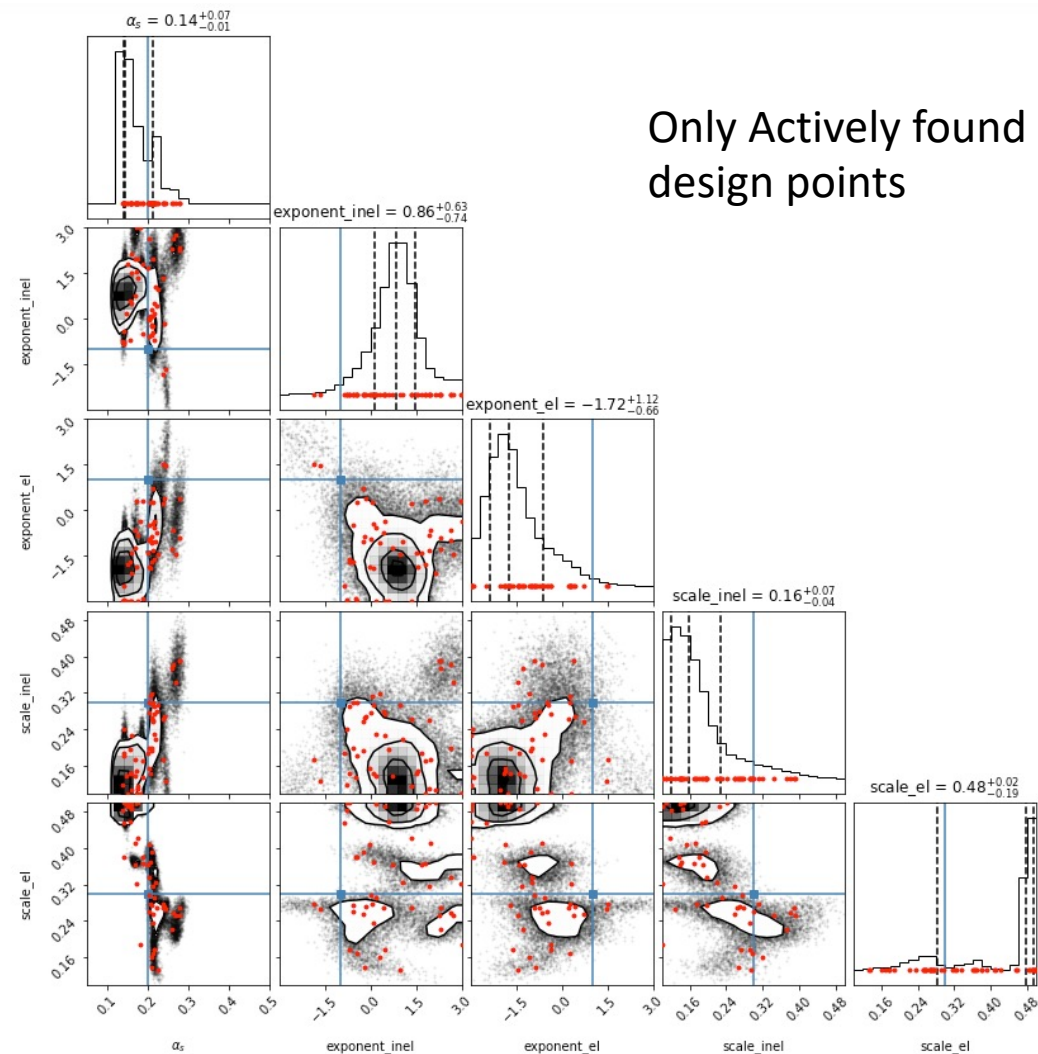 α_s = 0.14^{+0.07}_{-0.01}
Only Actively found
design points
exponent_inel = 0.86^{+0.63}_{-0.74}
3.0
1.5
0.0
−1.5
exponent_inel
exponent_el = −1.72^{+1.12}_{-0.66}
3.0
1.5
0.0
−1.5
exponent_el
scale_inel = 0.16^{+0.07}_{-0.04}
0.48
0.40
0.32
0.24
0.16
scale_inel
scale_el = 0.48^{+0.02}_{-0.19}
0.48
0.40
0.32
0.24
0.16
scale_el
0.1 0.2 0.3 0.4 0.5 −1.5 0.0 1.5 3.0 −1.5 0.0 1.5 3.0 0.16 0.24 0.32 0.40 0.48 0.16 0.24 0.32 0.40 0.48
α_s exponent_inel exponent_el scale_inel scale_el